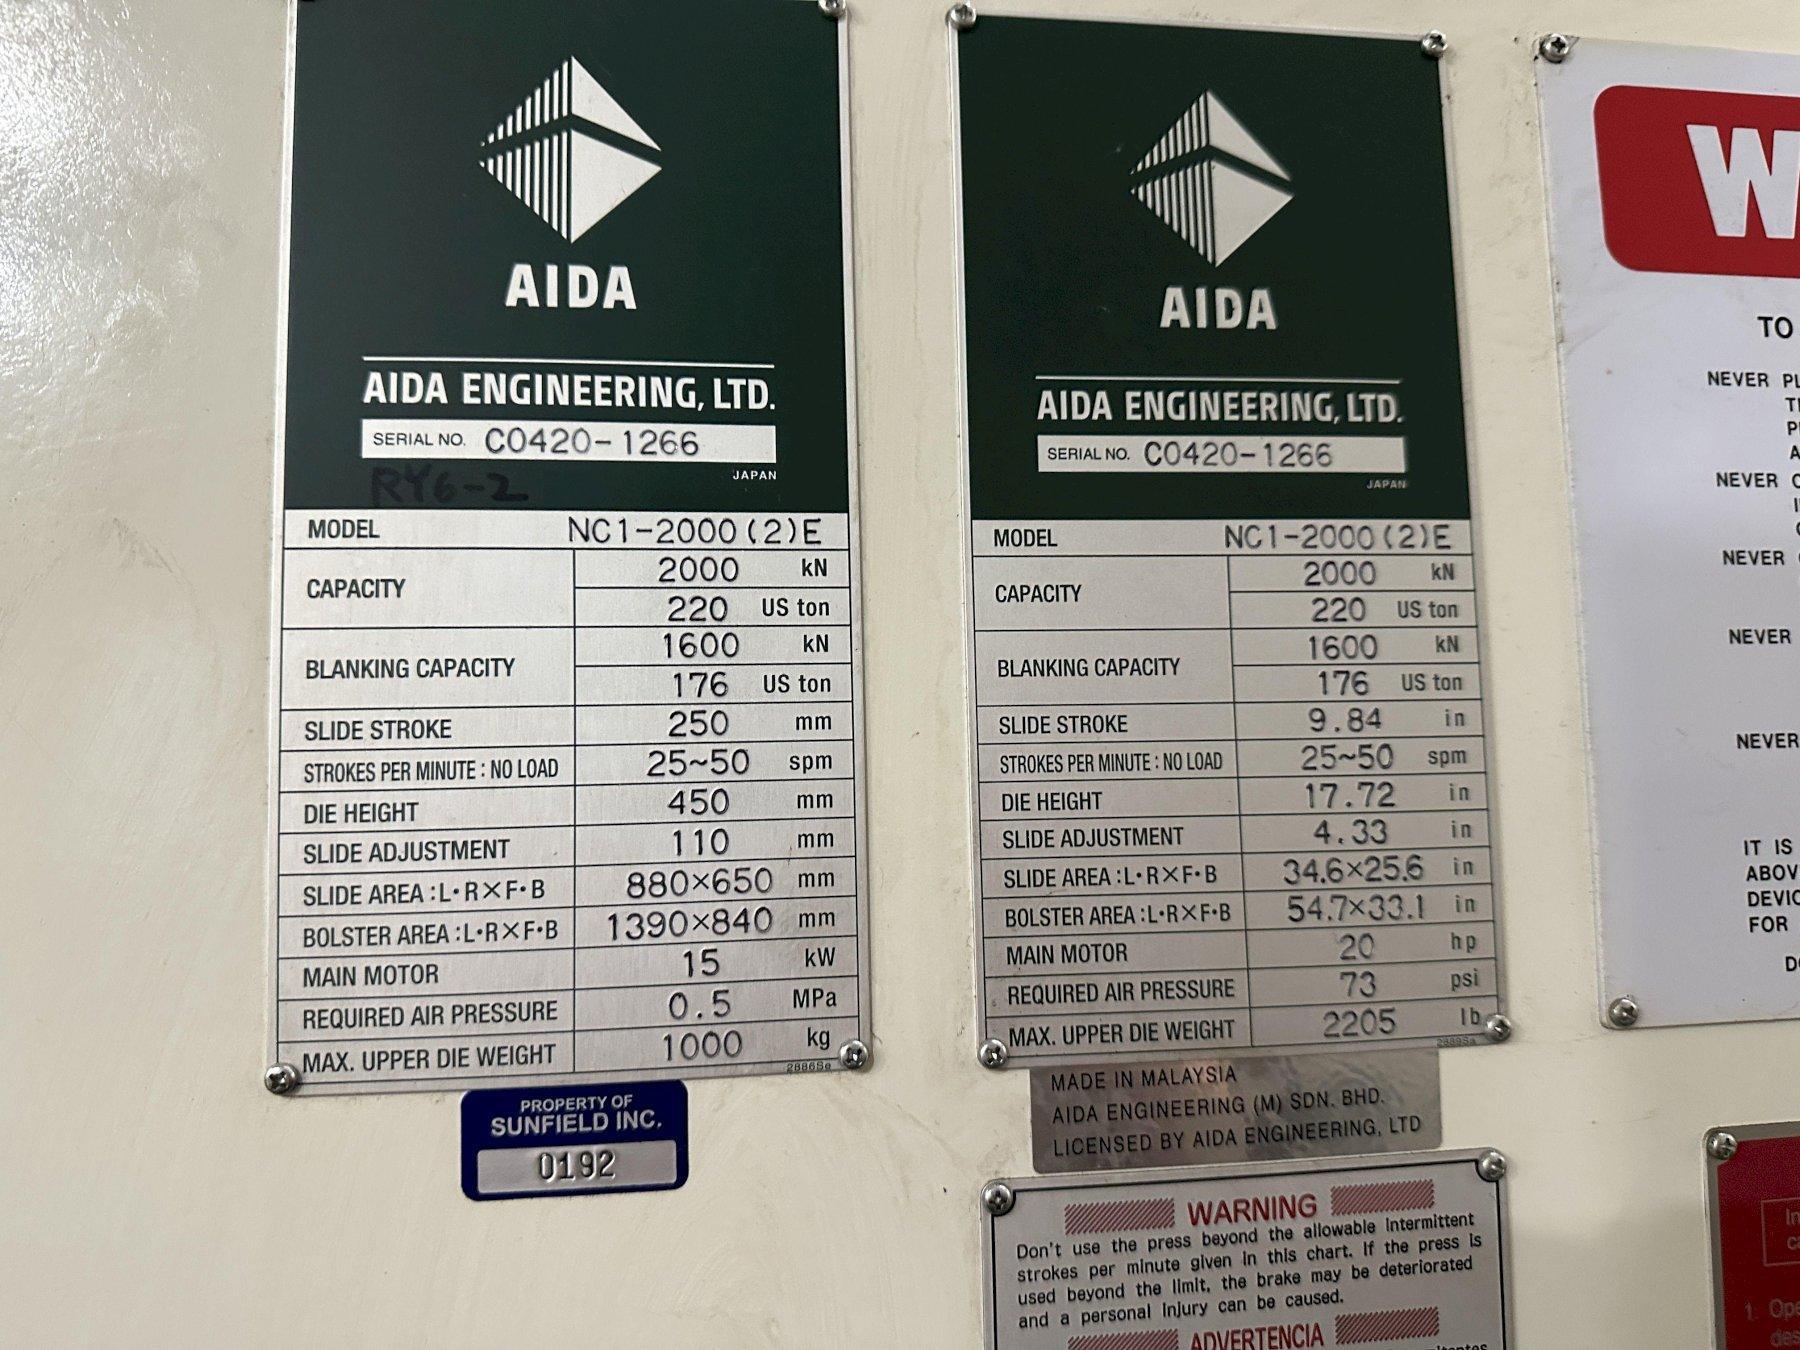 AIDA
AIDA ENGINEERING, LTD.
SERIAL NO. C0420-1266
JAPAN
RY6-2
MODEL NC1-2000(2)E
CAPACITY 2000 kN
220 US ton
BLANKING CAPACITY 1600 kN
176 US ton
SLIDE STROKE 250 mm
STROKES PER MINUTE : NO LOAD 25~50 spm
DIE HEIGHT 450 mm
SLIDE ADJUSTMENT 110 mm
SLIDE AREA : L·R×F·B 880×650 mm
BOLSTER AREA : L·R×F·B 1390×840 mm
MAIN MOTOR 15 kW
REQUIRED AIR PRESSURE 0.5 MPa
MAX. UPPER DIE WEIGHT 1000 kg
2886Se
PROPERTY OF
SUNFIELD INC.
0192
AIDA
AIDA ENGINEERING, LTD.
SERIAL NO. C0420-1266
JAPAN
MODEL NC1-2000(2)E
CAPACITY 2000 kN
220 US ton
BLANKING CAPACITY 1600 kN
176 US ton
SLIDE STROKE 9.84 in
STROKES PER MINUTE : NO LOAD 25~50 spm
DIE HEIGHT 17.72 in
SLIDE ADJUSTMENT 4.33 in
SLIDE AREA : L·R×F·B 34.6×25.6 in
BOLSTER AREA : L·R×F·B 54.7×33.1 in
MAIN MOTOR 20 hp
REQUIRED AIR PRESSURE 73 psi
MAX. UPPER DIE WEIGHT 2205 lb
MADE IN MALAYSIA
AIDA ENGINEERING (M) SDN. BHD.
LICENSED BY AIDA ENGINEERING, LTD
WARNING
Don't use the press beyond the allowable intermittent
strokes per minute given in this chart. If the press is
used beyond the limit, the brake may be deteriorated
and a personal injury can be caused.
ADVERTENCIA
W
TO
NEVER
NEVER
NEVER
NEVER
NEVER
IT IS
FOR
1.